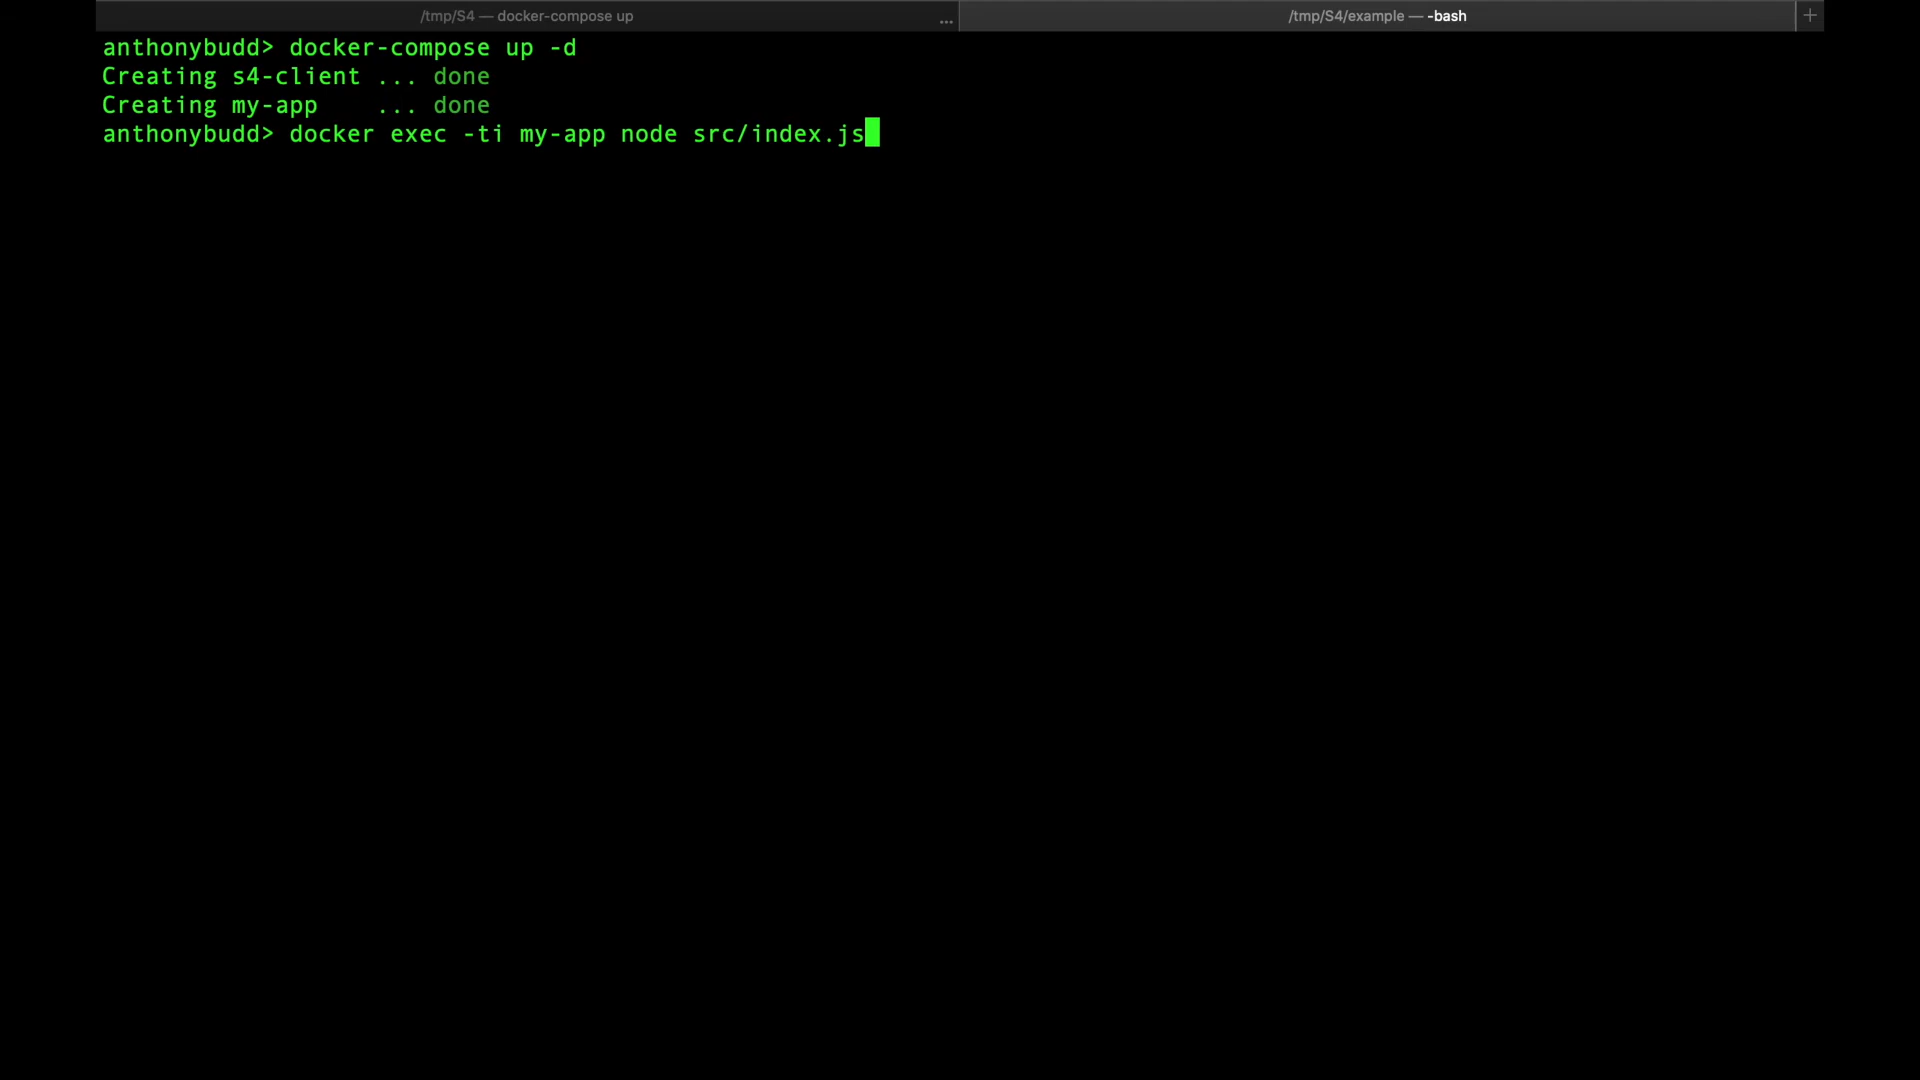 /tmp/S4 — docker-compose up ... /tmp/S4/example — -bash +
anthonybudd> docker-compose up -d
Creating s4-client ... done
Creating my-app    ... done
anthonybudd> docker exec -ti my-app node src/index.js